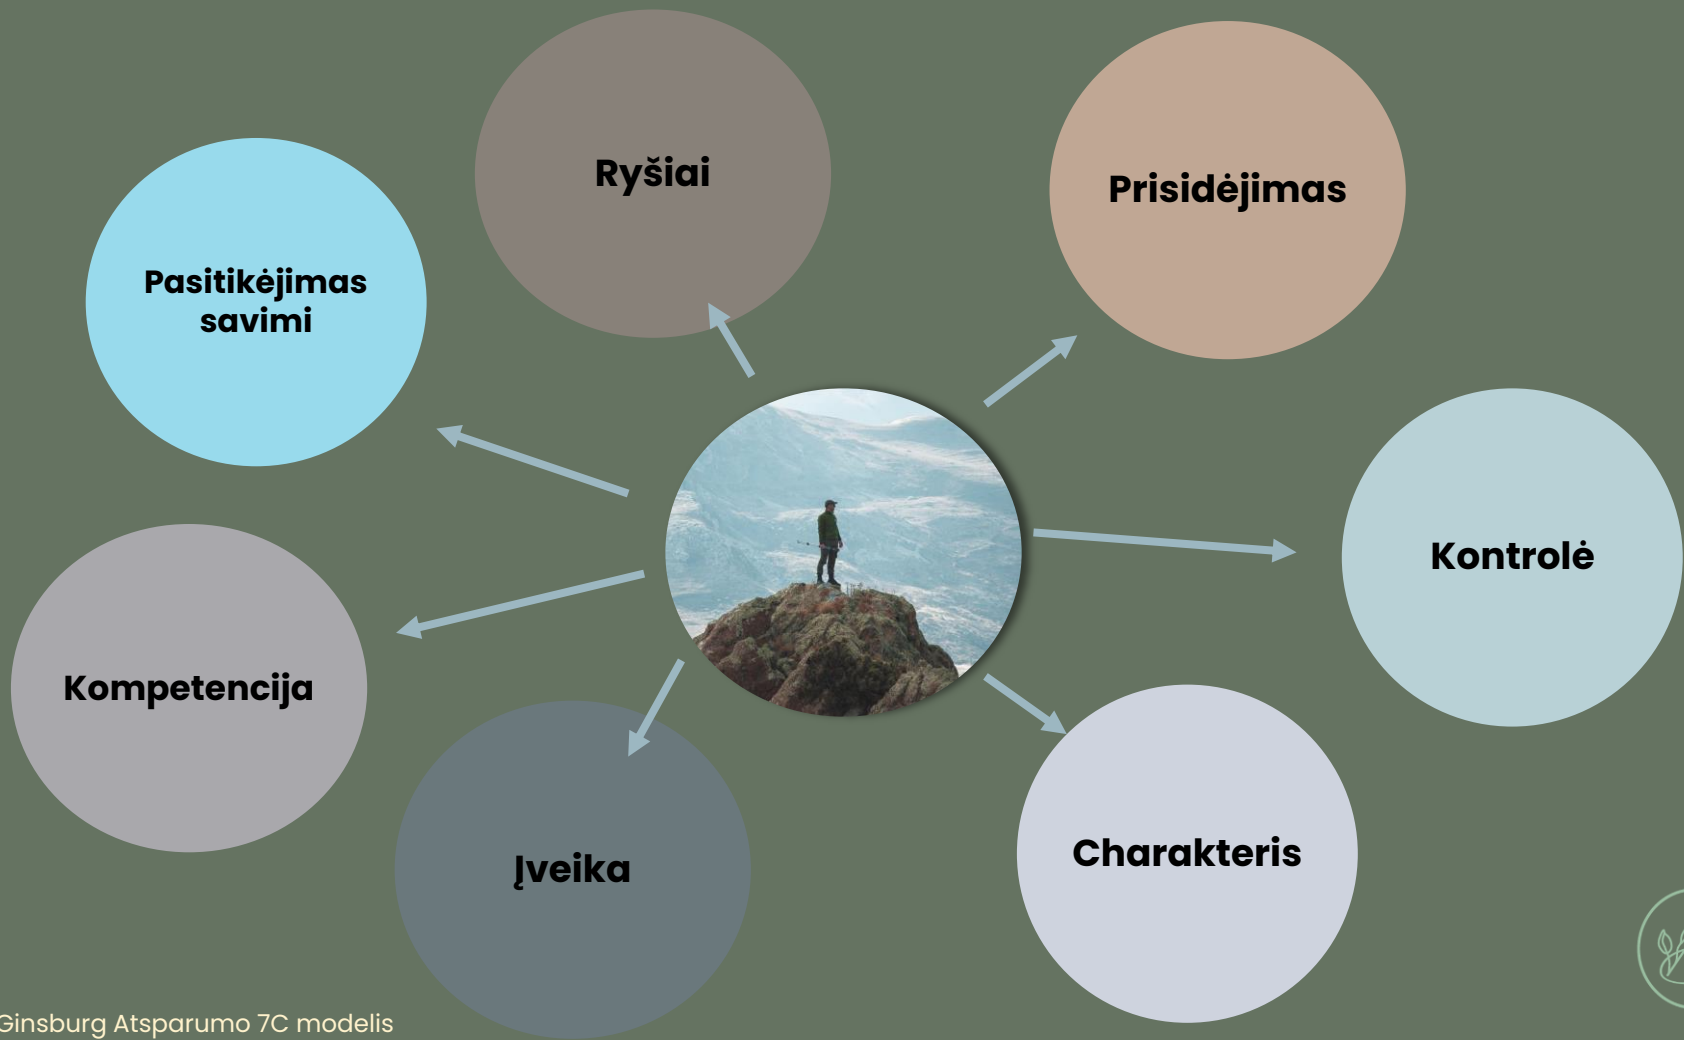 Ryšiai
Prisidėjimas
Pasitikėjimas
savimi
Kontrolė
Kompetencija
Įveika
Charakteris
Ginsburg Atsparumo 7C modelis